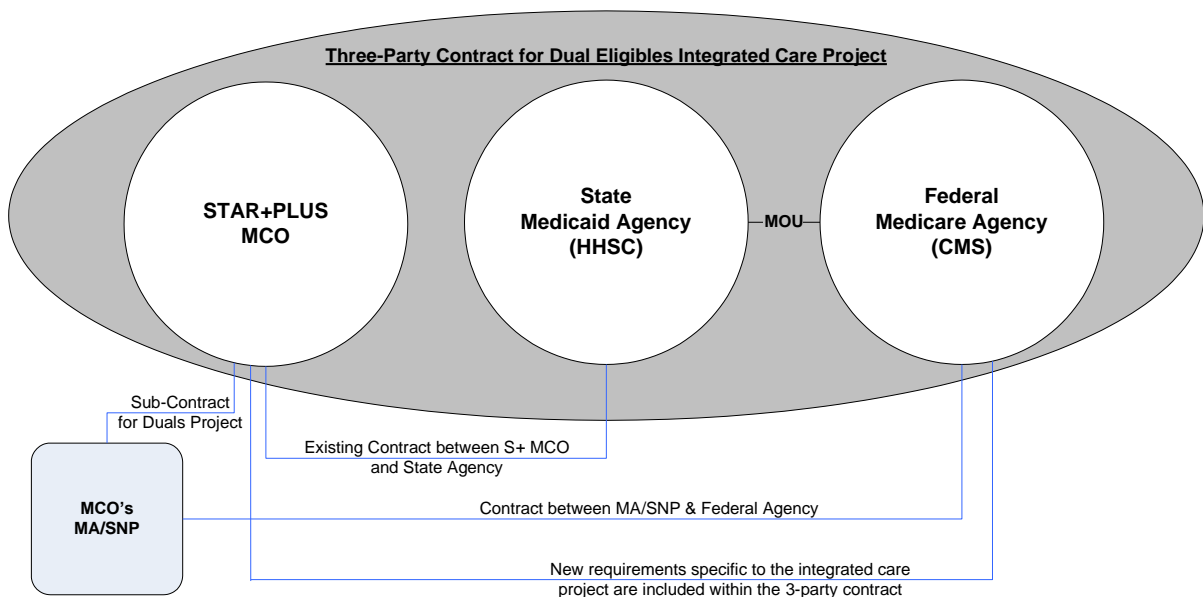 Three-Party Contract for Dual Eligibles Integrated Care Project
STAR+PLUS
MCO
State
Medicaid Agency
(HHSC)
MOU
Federal
Medicare Agency
(CMS)
Sub-Contract
for Duals Project
Existing Contract between S+ MCO
and State Agency
MCO's
MA/SNP
Contract between MA/SNP & Federal Agency
New requirements specific to the integrated care
project are included within the 3-party contract